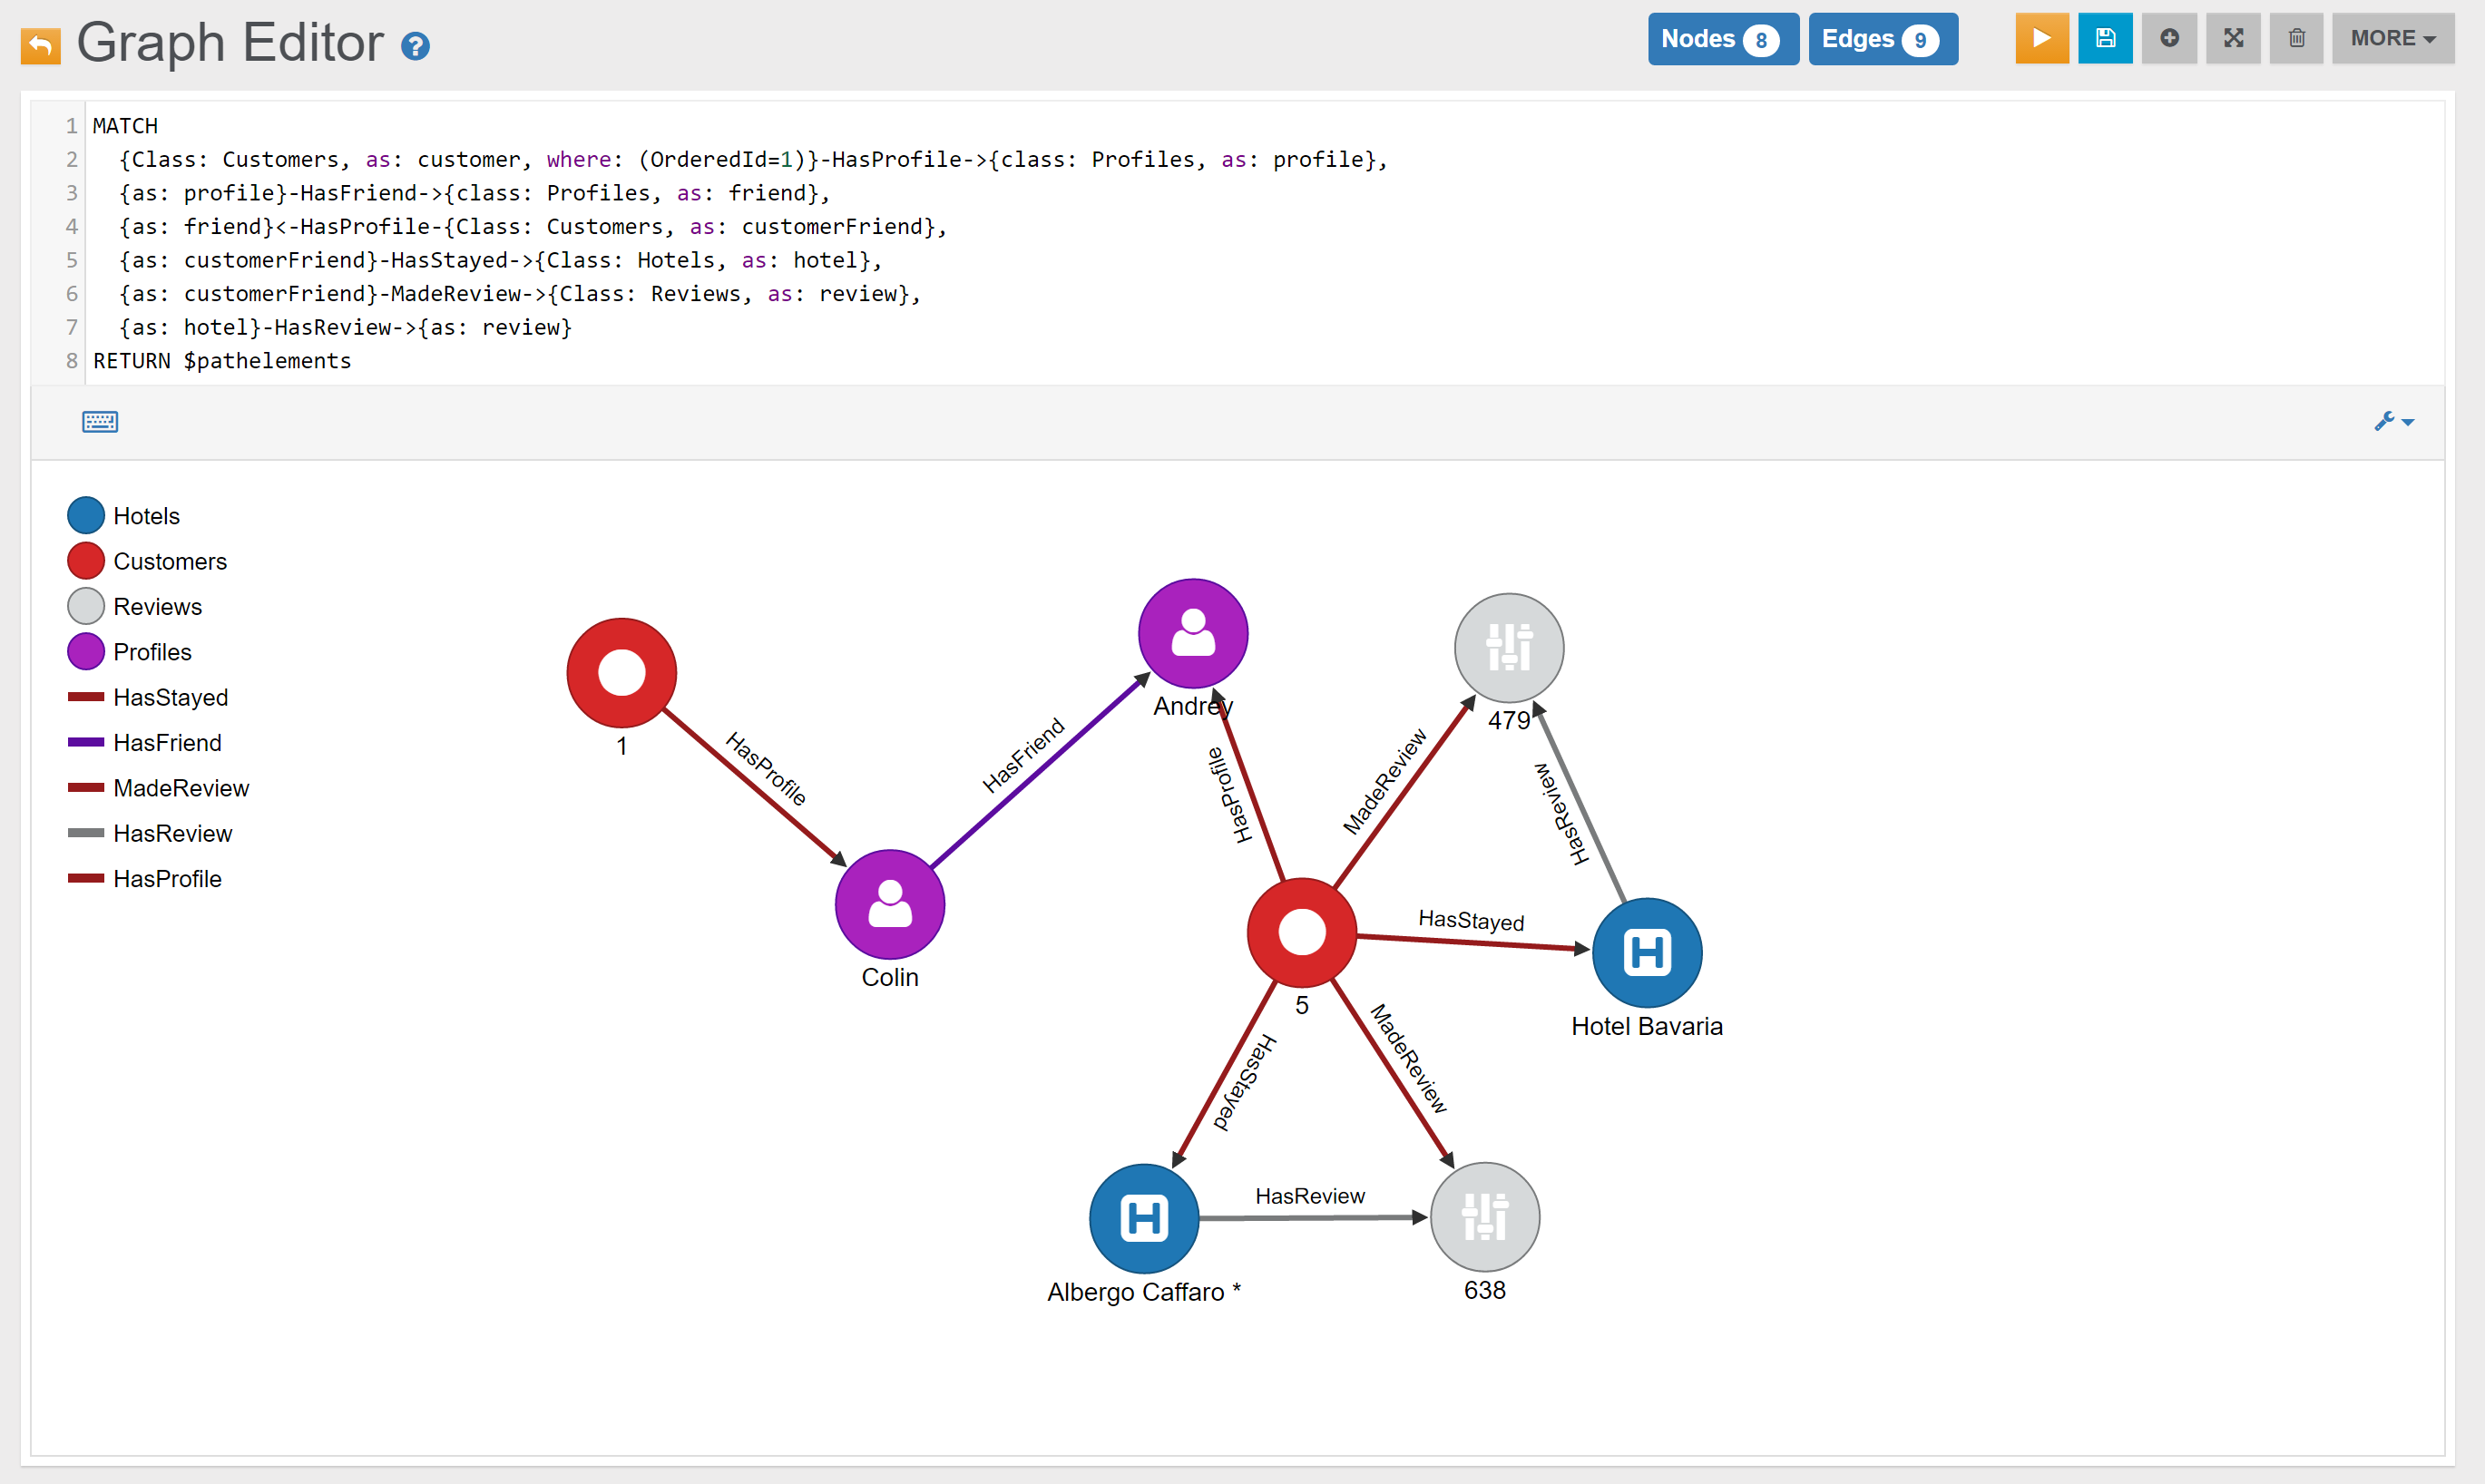 Graph Editor ?
Nodes 8
Edges 9
MORE
1 MATCH
2 {Class: Customers, as: customer, where: (OrderedId=1)}-HasProfile->{class: Profiles, as: profile},
3 {as: profile}-HasFriend->{class: Profiles, as: friend},
4 {as: friend}<-HasProfile-{Class: Customers, as: customerFriend},
5 {as: customerFriend}-HasStayed->{Class: Hotels, as: hotel},
6 {as: customerFriend}-MadeReview->{Class: Reviews, as: review},
7 {as: hotel}-HasReview->{as: review}
8 RETURN $pathelements
Hotels
Customers
Reviews
Profiles
HasStayed
HasFriend
MadeReview
HasReview
HasProfile
1
HasProfile
Colin
HasFriend
Andrey
HasProfile
MadeReview
479
HasReview
5
HasStayed
H
Hotel Bavaria
HasStayed
MadeReview
H
Albergo Caffaro *
HasReview
638